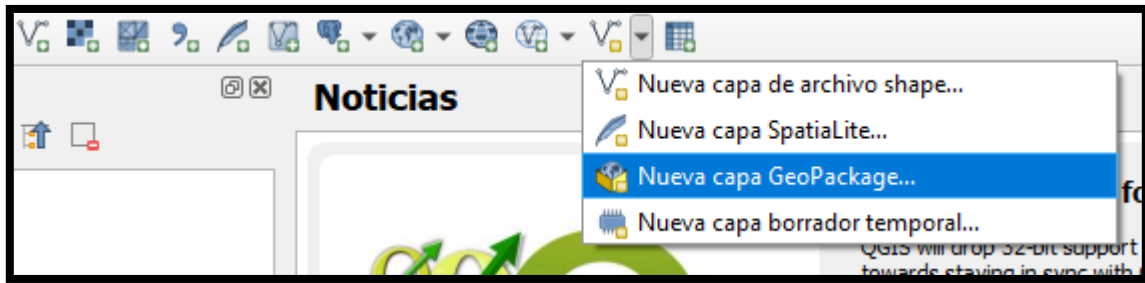 Noticias
Nueva capa de archivo shape...
Nueva capa SpatiaLite...
Nueva capa GeoPackage...
Nueva capa borrador temporal...
QGIS will drop 32-bit support
towards staying in sync with